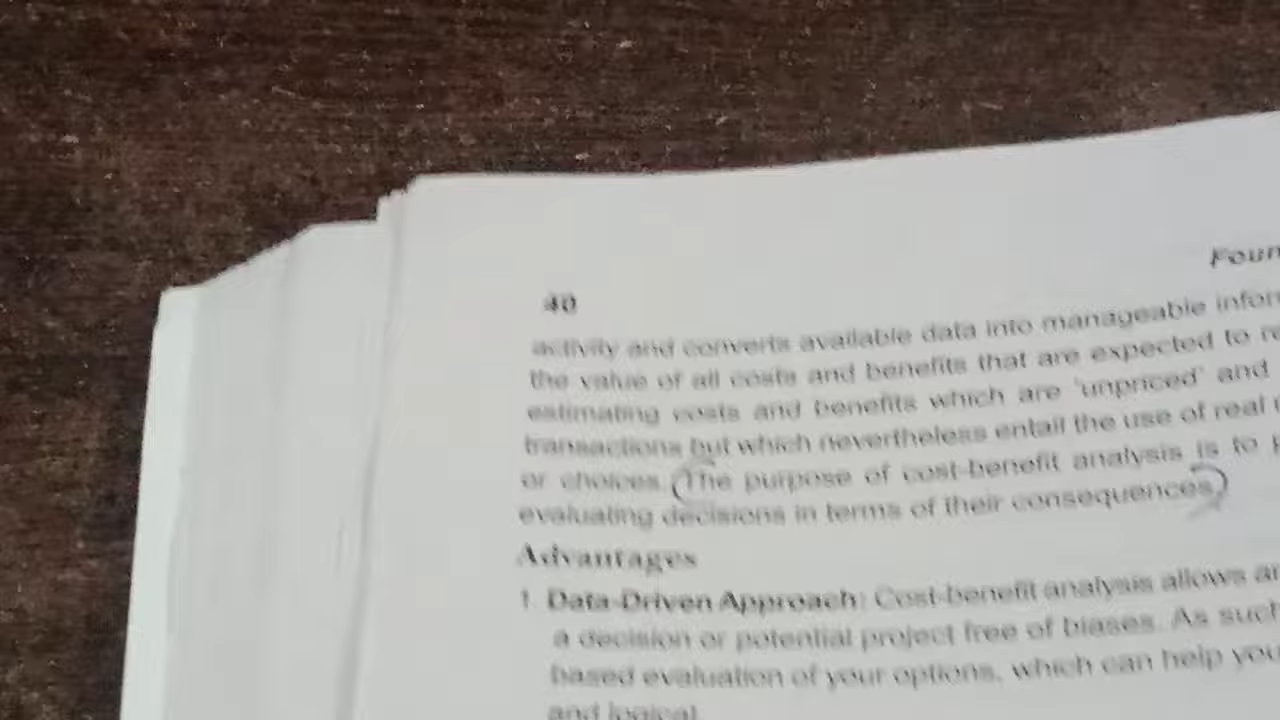 40
activity and converts available data into manageable
the value of all costs and benefits that are expected to
estimating costs and benefits which are 'unpriced' and
transactions but which nevertheless entail the use of real
or choices. (The purpose of cost-benefit analysis is to
evaluating decisions in terms of their consequences)
Advantages
1. Data-Driven Approach: Cost-benefit analysis allows
a decision or potential project free of biases. As such
based evaluation of your options, which can help you
and logical.